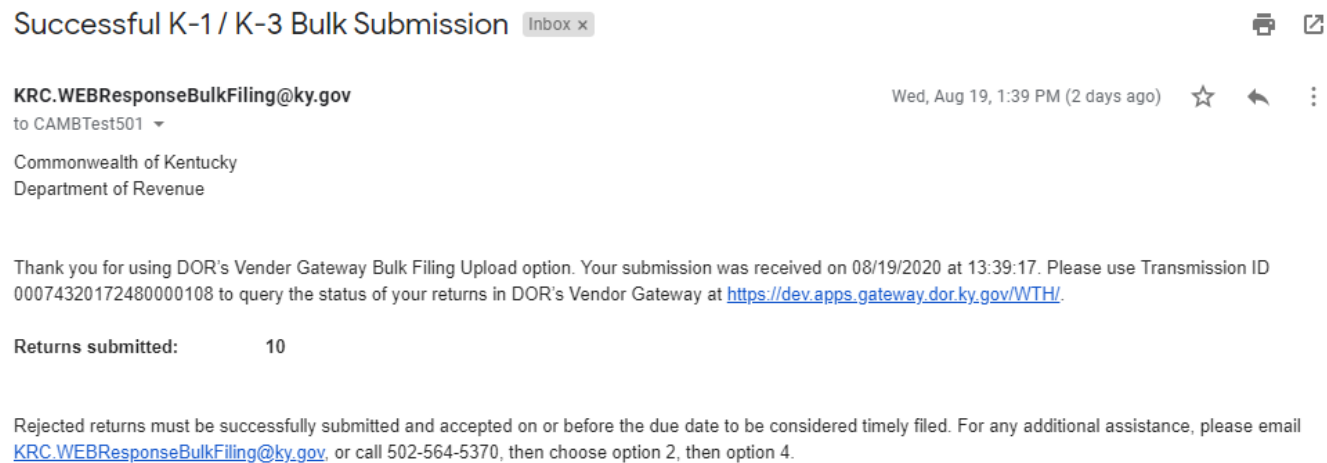 Successful K-1 / K-3 Bulk Submission Inbox x
KRC.WEBResponseBulkFiling@ky.gov Wed, Aug 19, 1:39 PM (2 days ago)
to CAMBTest501
Commonwealth of Kentucky
Department of Revenue
Thank you for using DOR's Vender Gateway Bulk Filing Upload option. Your submission was received on 08/19/2020 at 13:39:17. Please use Transmission ID
00074320172480000108 to query the status of your returns in DOR's Vendor Gateway at https://dev.apps.gateway.dor.ky.gov/WTH/.
Returns submitted: 10
Rejected returns must be successfully submitted and accepted on or before the due date to be considered timely filed. For any additional assistance, please email
KRC.WEBResponseBulkFiling@ky.gov, or call 502-564-5370, then choose option 2, then option 4.